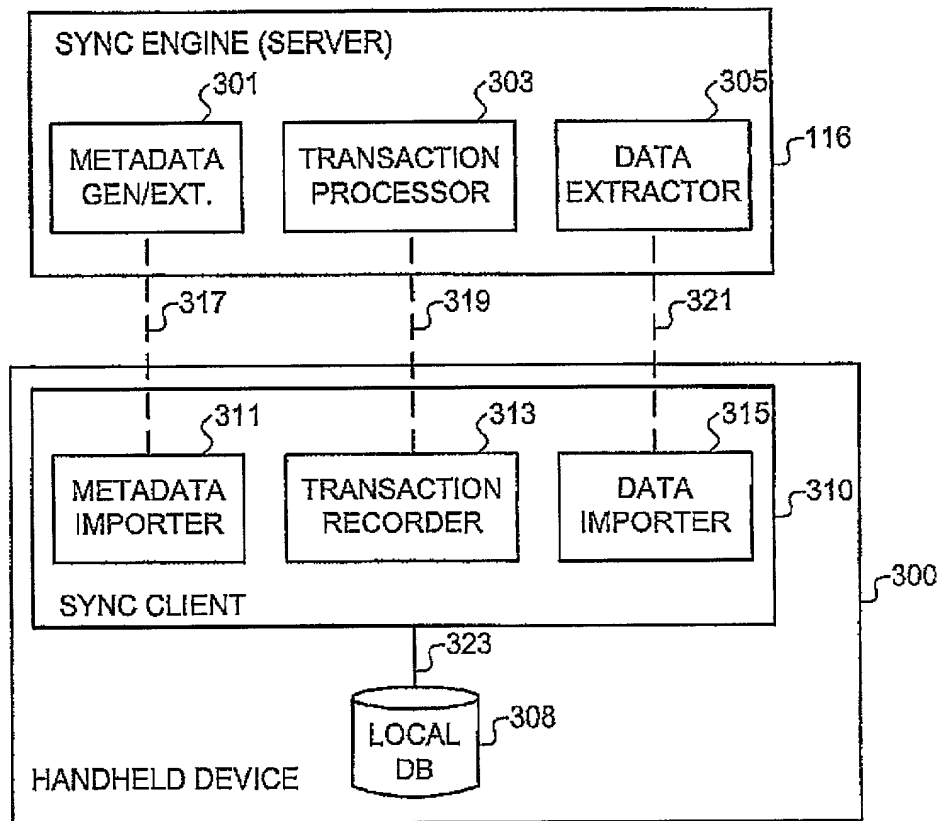 SYNC ENGINE (SERVER)
301
303
305
METADATA
GEN/EXT.
TRANSACTION
PROCESSOR
DATA
EXTRACTOR
116
317
319
321
311
313
315
METADATA
IMPORTER
TRANSACTION
RECORDER
DATA
IMPORTER
310
SYNC CLIENT
300
323
LOCAL
DB
308
HANDHELD DEVICE